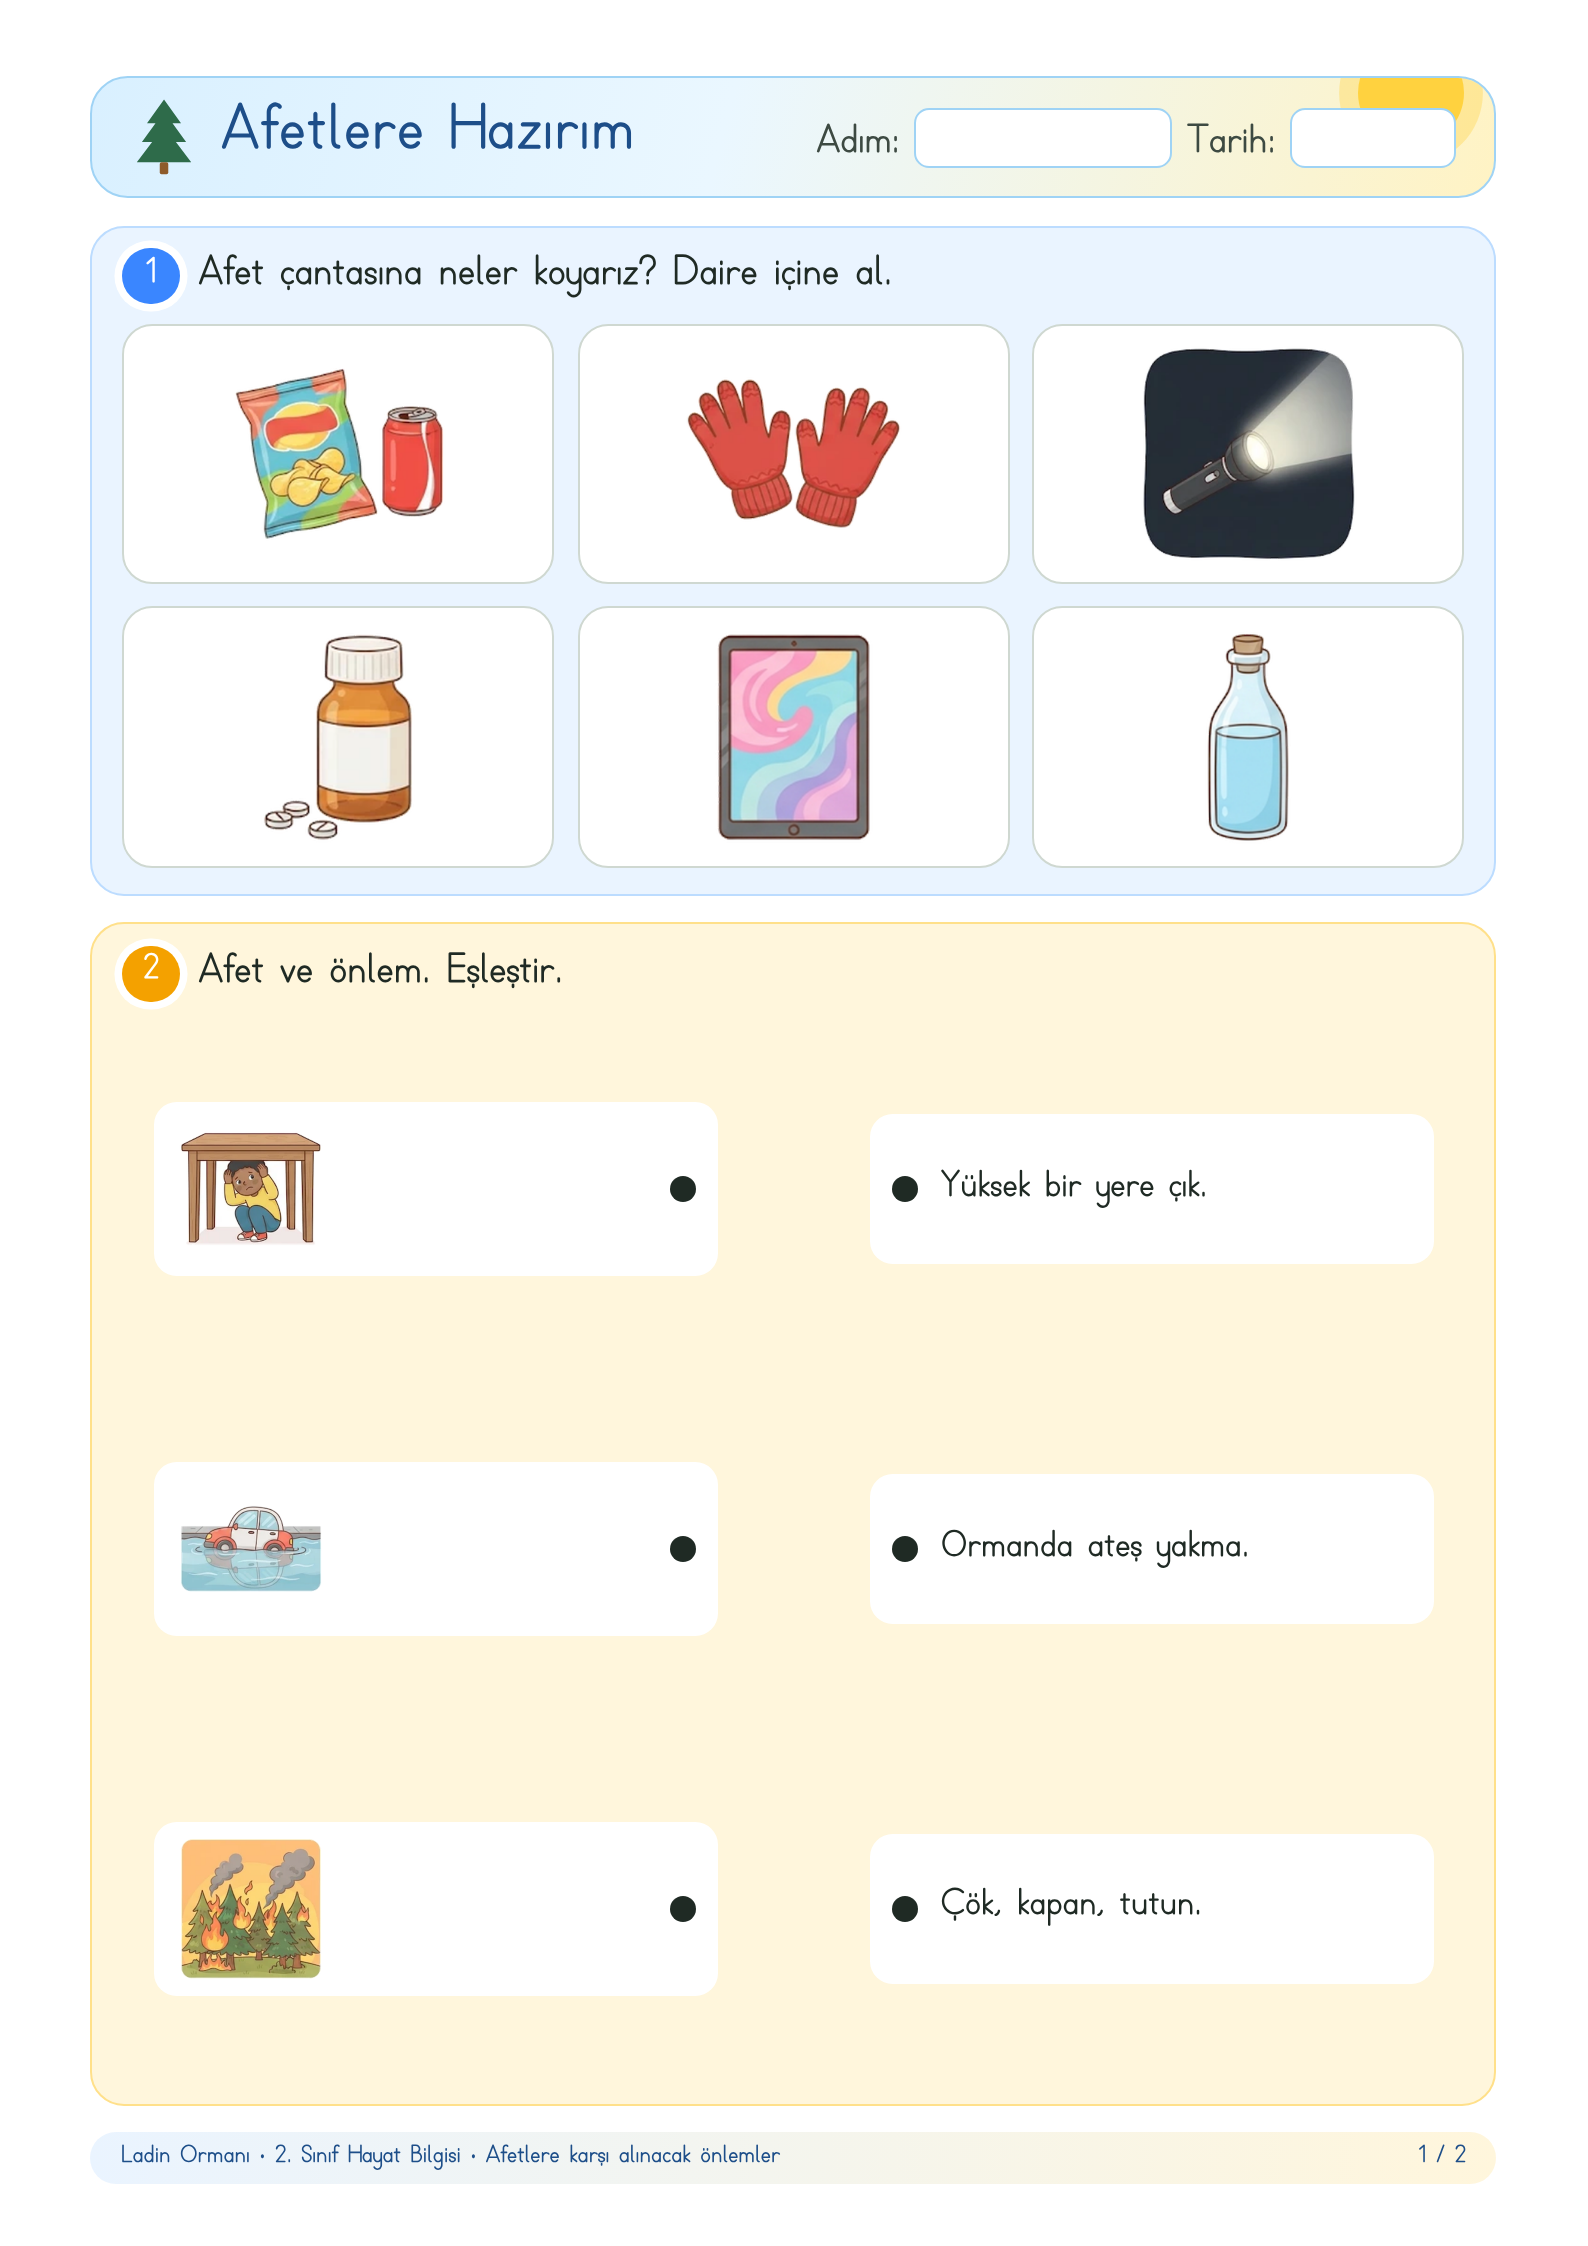 Afetlere Hazırım
Adım:
Tarih:
1
Afet çantasına neler koyarız? Daire içine al.
2
Afet ve önlem. Eşleştir.
Yüksek bir yere çık.
Ormanda ateş yakma.
Çök, kapan, tutun.
Ladin Ormanı • 2. Sınıf Hayat Bilgisi • Afetlere karşı alınacak önlemler
1 / 2